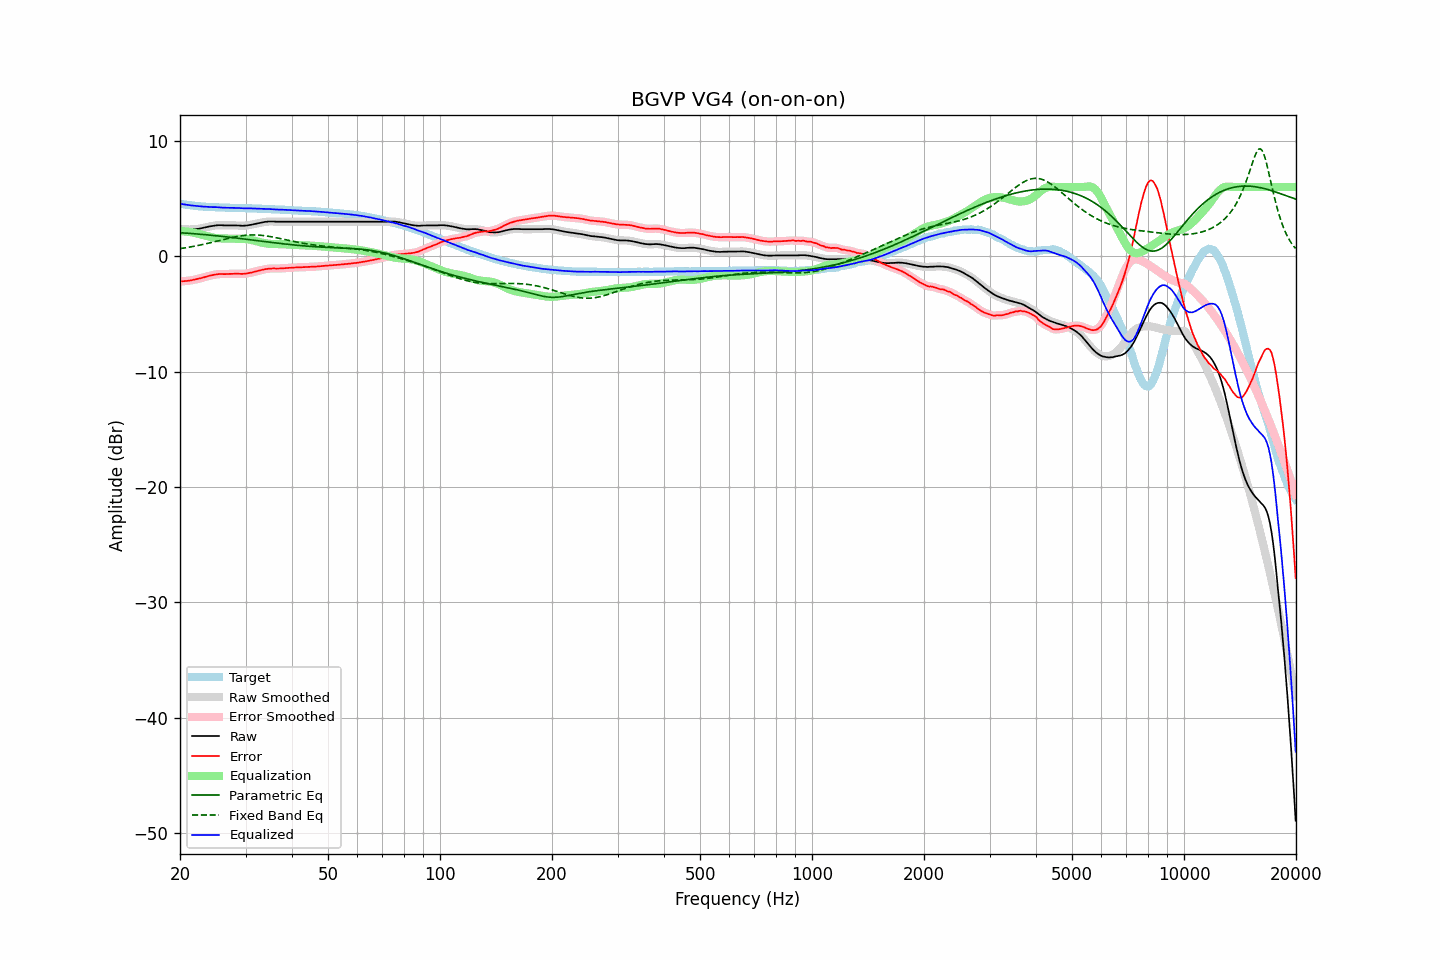 BGVP VG4 (on-on-on)
10
0
−10
−20
−30
−40
−50
Amplitude (dBr)
Target
Raw Smoothed
Error Smoothed
Raw
Error
Equalization
Parametric Eq
Fixed Band Eq
Equalized
20
50
100
200
500
1000
2000
5000
10000
20000
Frequency (Hz)